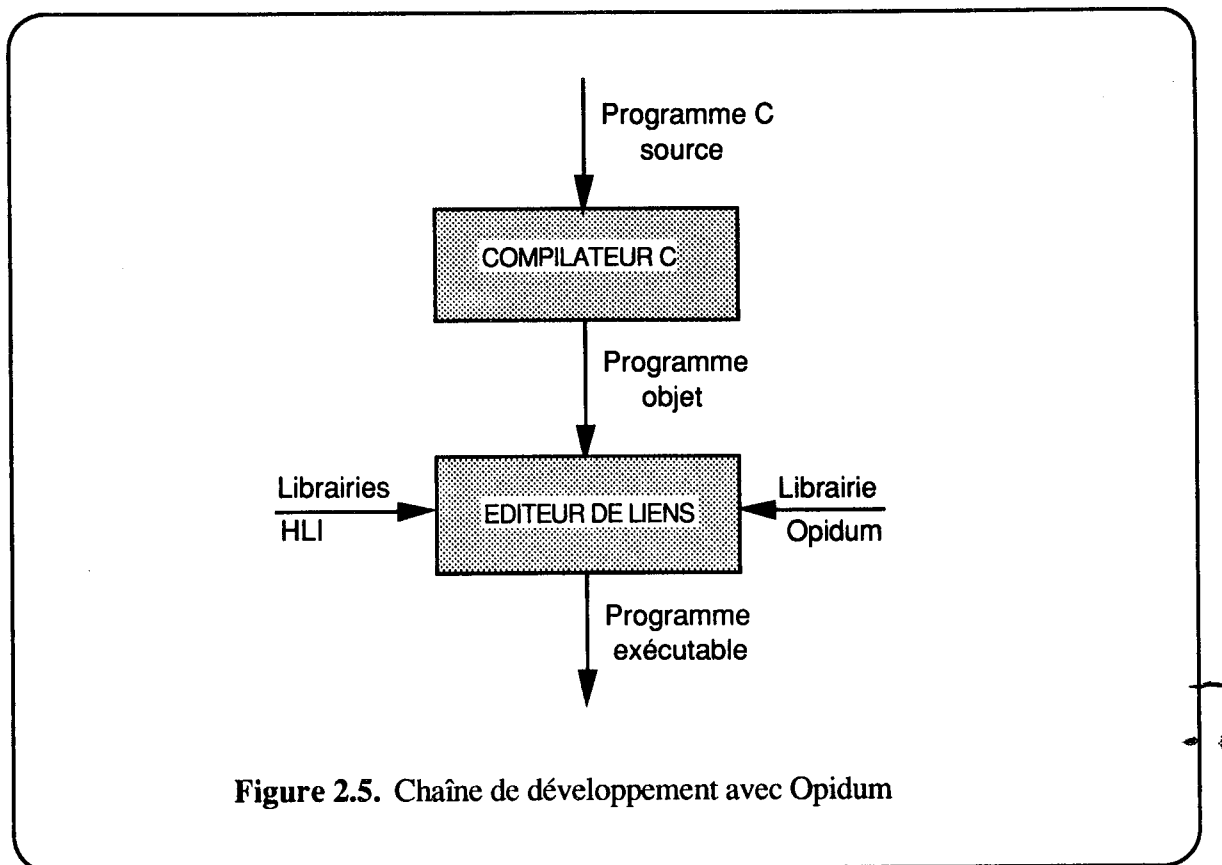 Programme C
source
COMPILATEUR C
Programme
objet
Librairies
HLI
EDITEUR DE LIENS
Librairie
Opidum
Programme
exécutable
Figure 2.5. Chaîne de développement avec Opidum